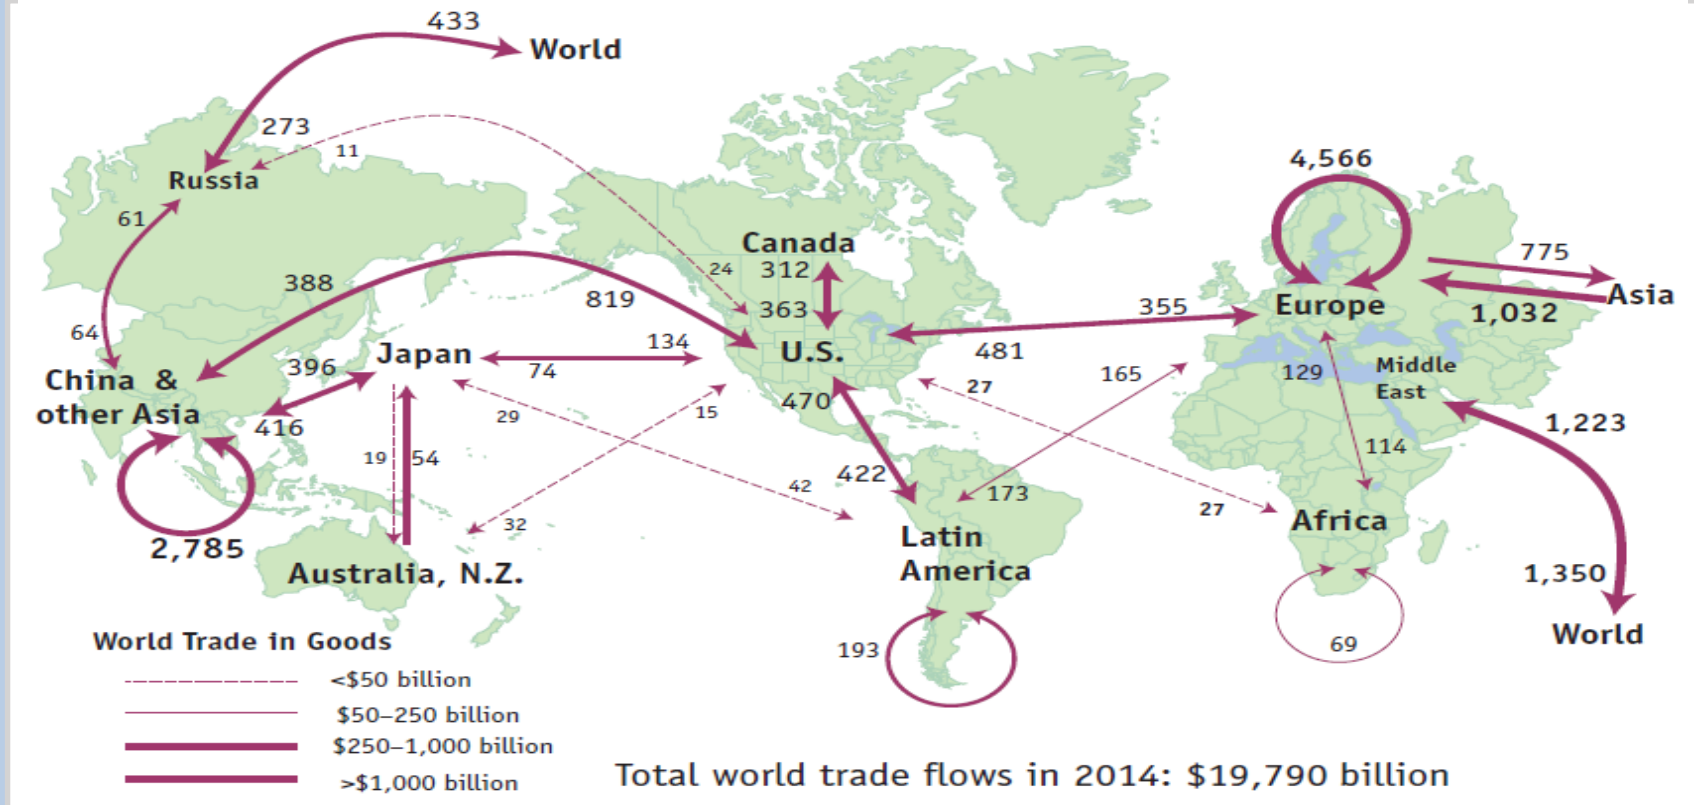 433
World
273
11
Russia
61
64
388
819
24
Canada
312
363
U.S.
China &
other Asia
396
416
Japan
134
74
29
15
19
54
42
32
2,785
Australia, N.Z.
470
422
Latin
America
193
173
165
27
27
355
481
4,566
Europe
775
Asia
1,032
129
Middle
East
114
1,223
1,350
World
Africa
69
World Trade in Goods
<$50 billion
$50–250 billion
$250–1,000 billion
>$1,000 billion
Total world trade flows in 2014: $19,790 billion